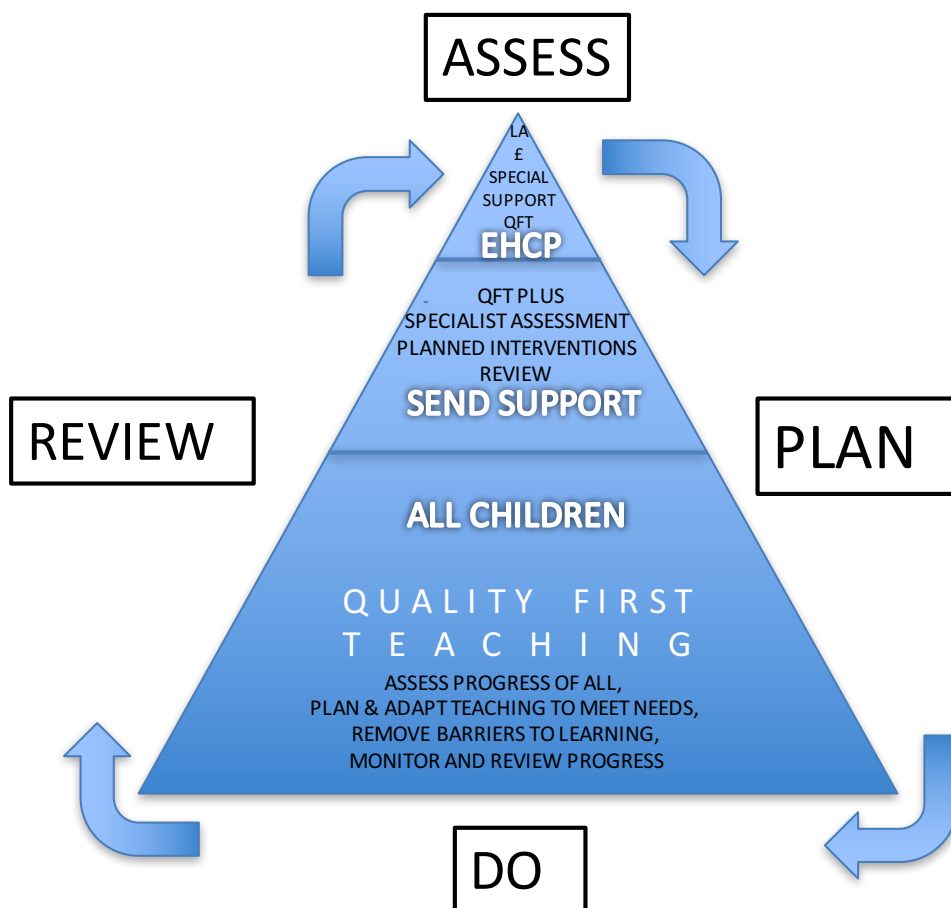 ASSESS
LA
£
SPECIAL
SUPPORT
QFT
EHCP
QFT PLUS
SPECIALIST ASSESSMENT
PLANNED INTERVENTIONS
REVIEW
SEND SUPPORT
REVIEW
PLAN
ALL CHILDREN
QUALITY FIRST
TEACHING
ASSESS PROGRESS OF ALL,
PLAN & ADAPT TEACHING TO MEET NEEDS,
REMOVE BARRIERS TO LEARNING,
MONITOR AND REVIEW PROGRESS
DO